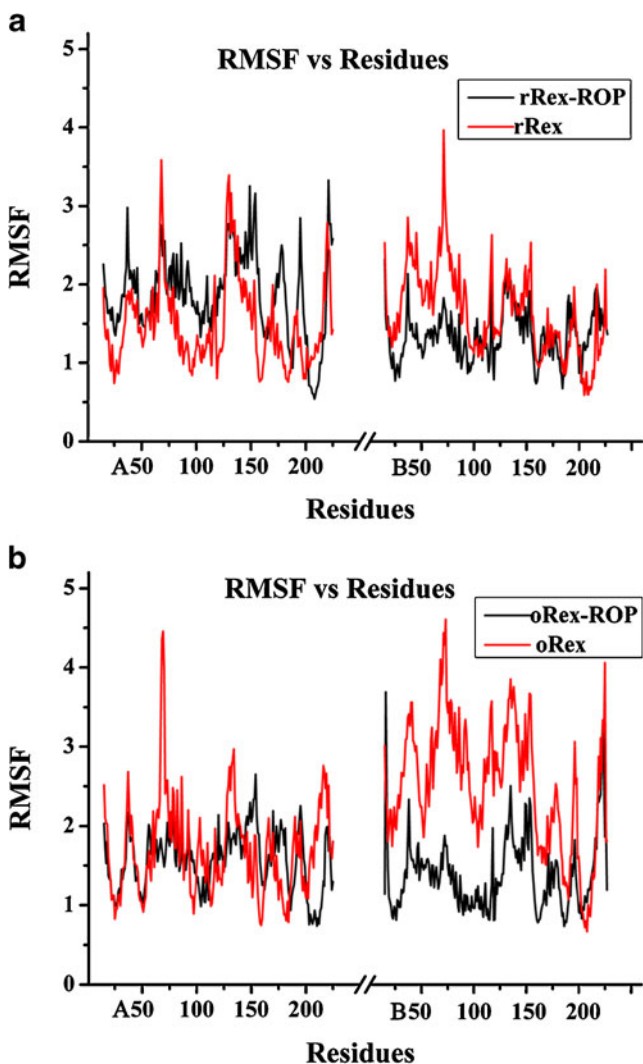 a
RMSF vs Residues
rRex-ROP
rRex
5
4
3
2
1
0
RMSF
A50 100 150 200 B50 100 150 200
Residues
b
RMSF vs Residues
oRex-ROP
oRex
5
4
3
2
1
0
RMSF
A50 100 150 200 B50 100 150 200
Residues